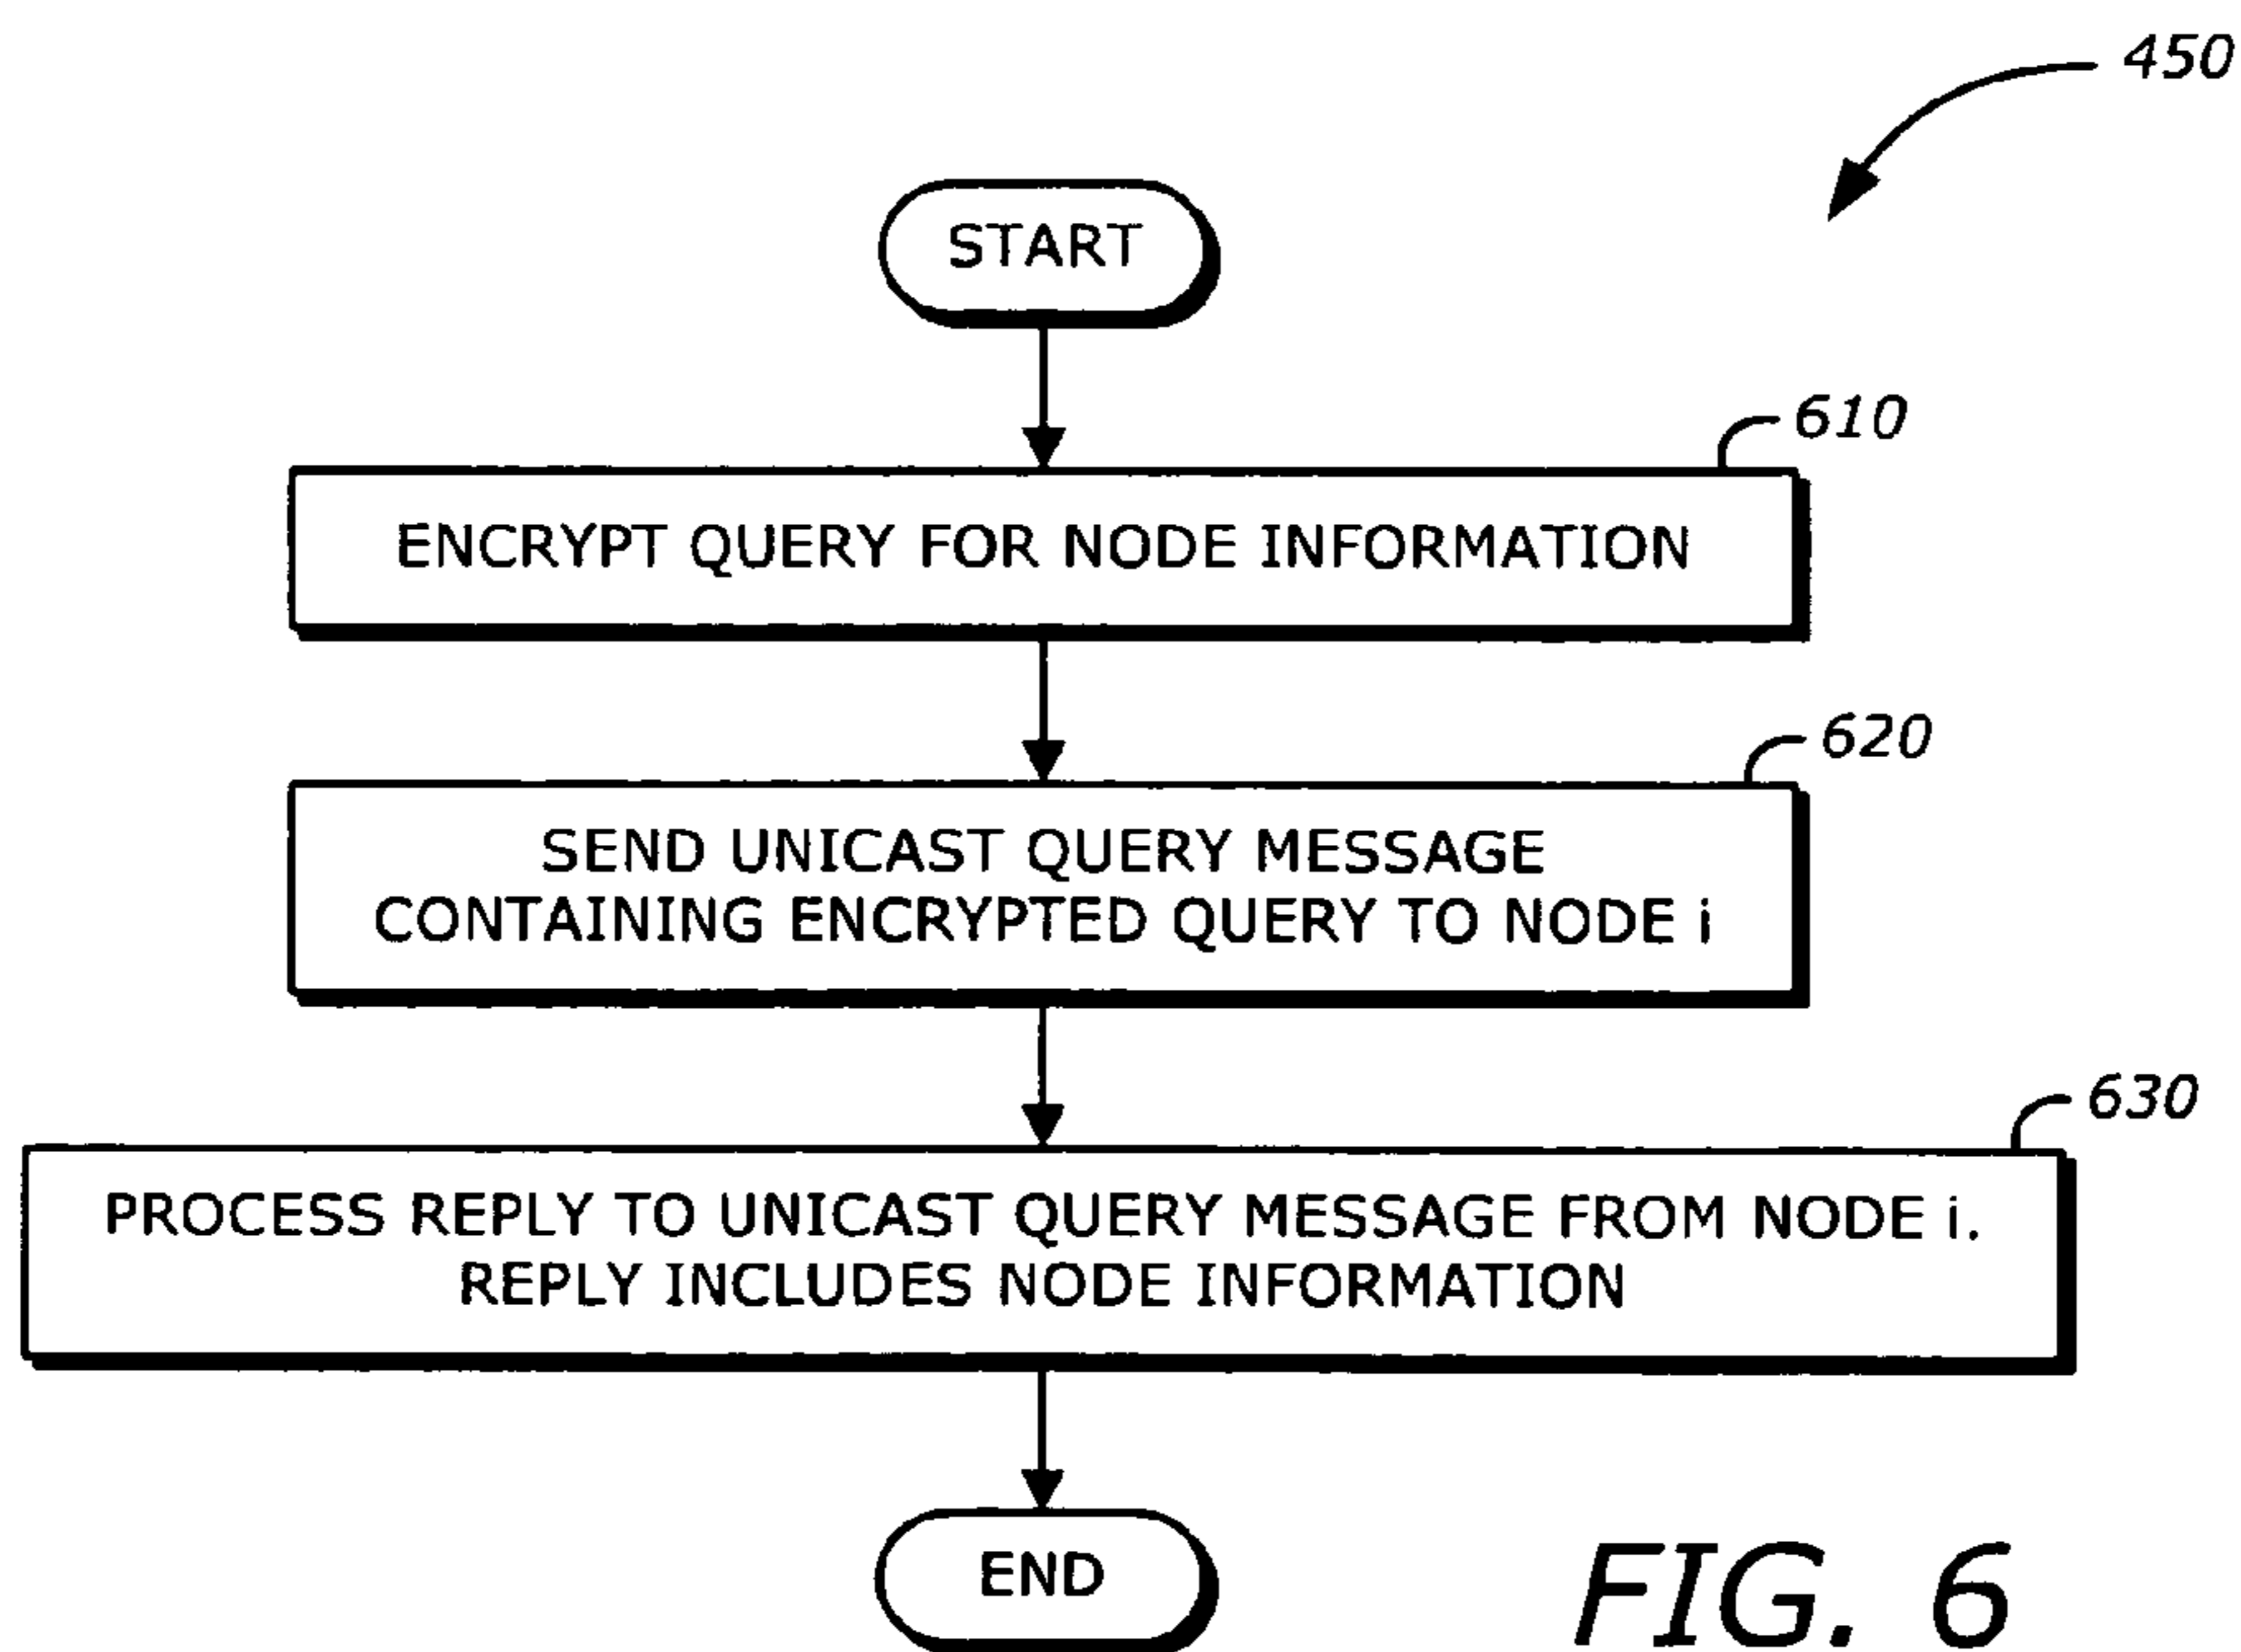 450
START
610
ENCRYPT QUERY FOR NODE INFORMATION
620
SEND UNICAST QUERY MESSAGE
CONTAINING ENCRYPTED QUERY TO NODE i
630
PROCESS REPLY TO UNICAST QUERY MESSAGE FROM NODE i.
REPLY INCLUDES NODE INFORMATION
END
FIG. 6